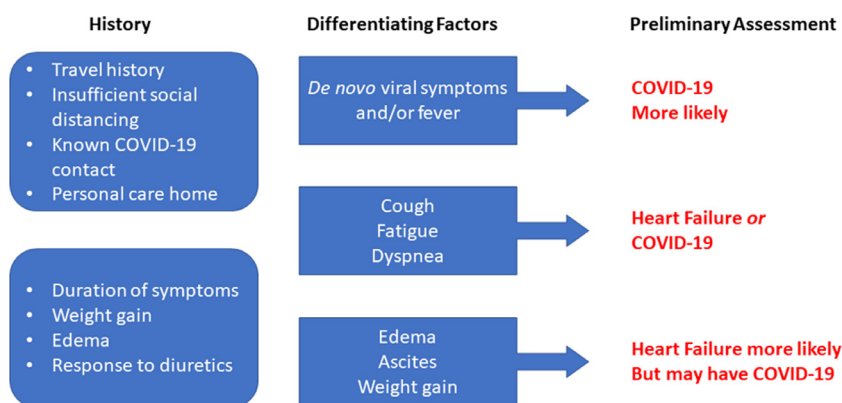 History
Differentiating Factors
Preliminary Assessment
• Travel history
• Insufficient social
distancing
• Known COVID-19
contact
• Personal care home
De novo viral symptoms
and/or fever
COVID-19
More likely
Cough
Fatigue
Dyspnea
Heart Failure or
COVID-19
• Duration of symptoms
• Weight gain
• Edema
• Response to diuretics
Edema
Ascites
Weight gain
Heart Failure more likely
But may have COVID-19